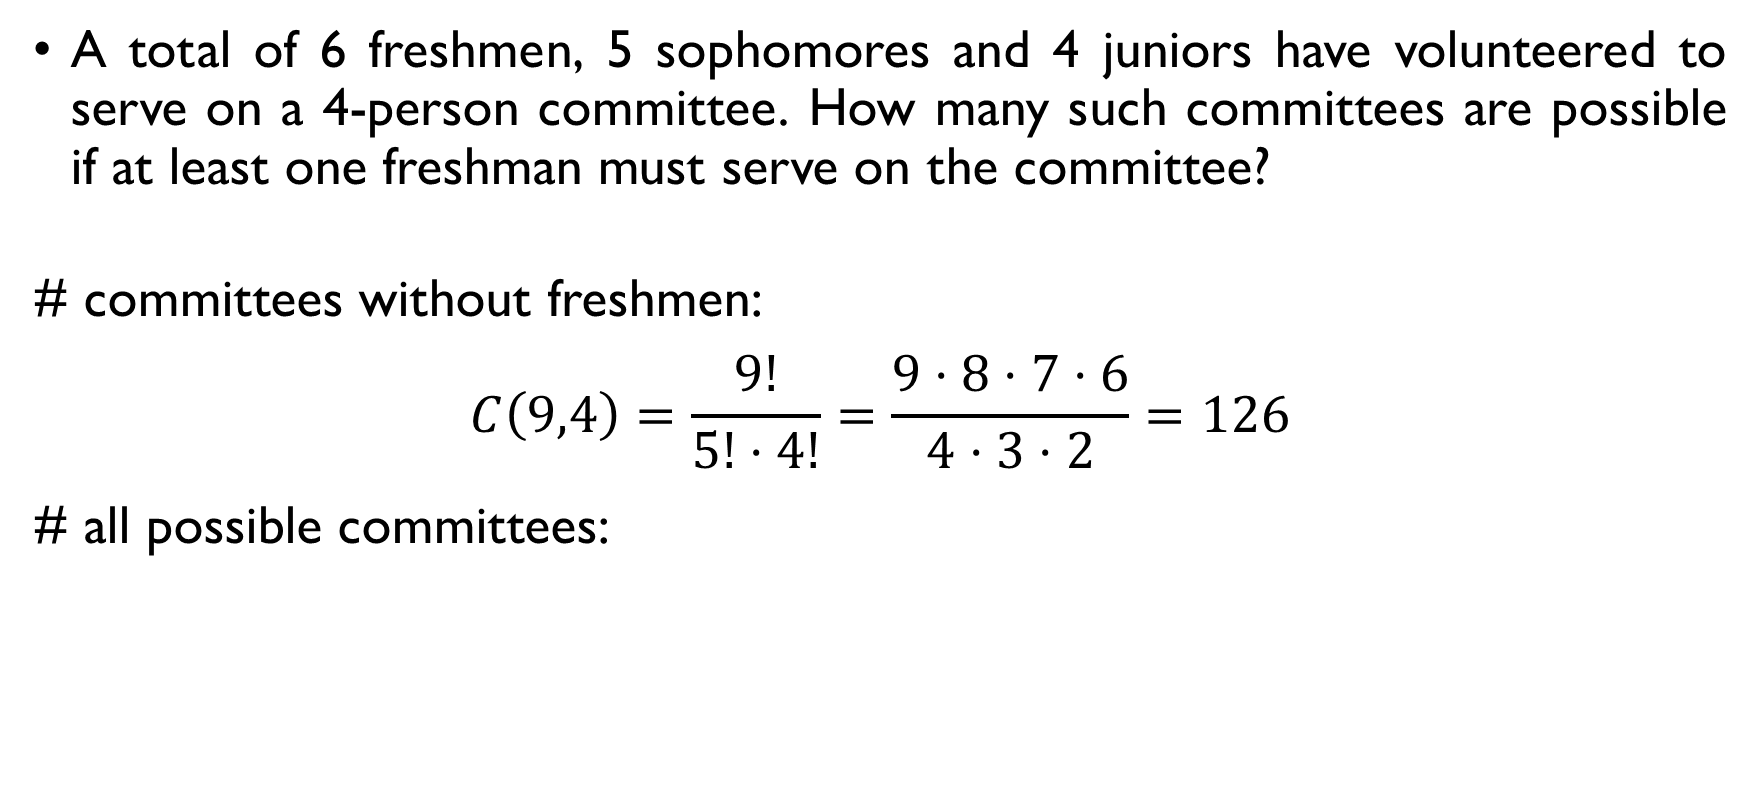 • A total of 6 freshmen, 5 sophomores and 4 juniors have volunteered to
serve on a 4-person committee. How many such committees are possible
if at least one freshman must serve on the committee?
# committees without freshmen:
C(9,4) = 9! / (5! · 4!) = (9 · 8 · 7 · 6) / (4 · 3 · 2) = 126
# all possible committees: